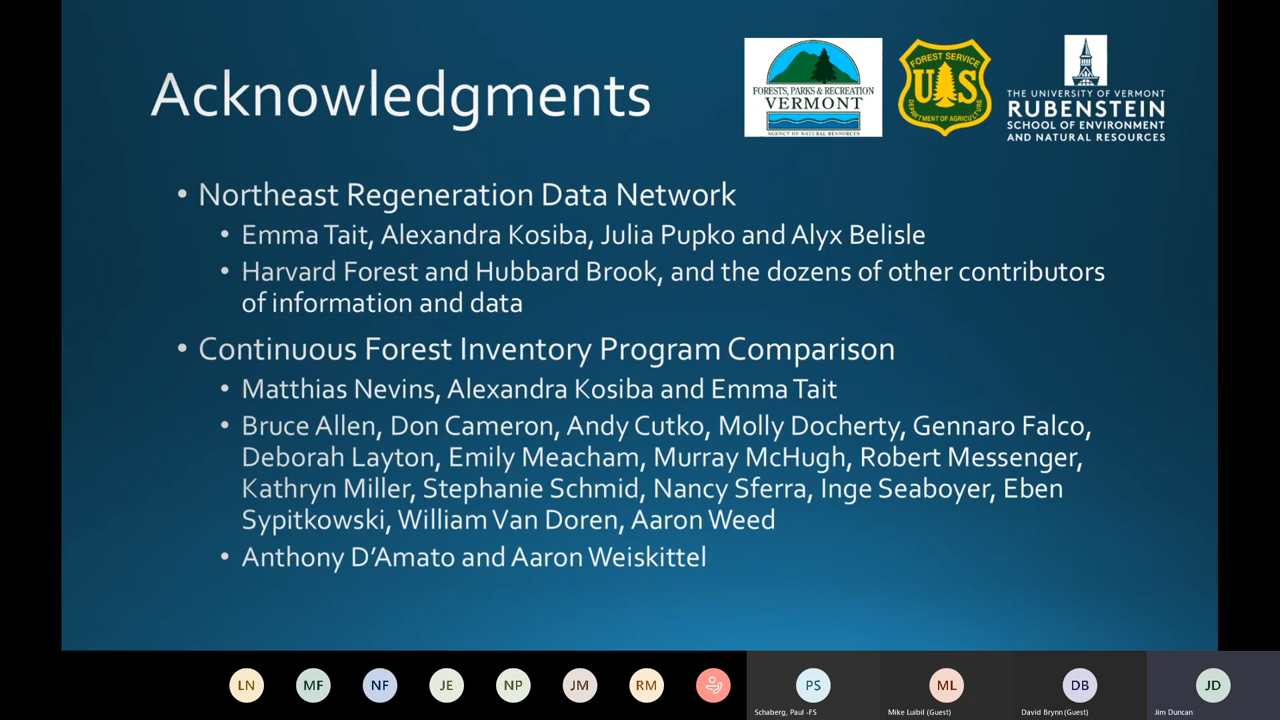 Acknowledgments
FORESTS, PARKS & RECREATION
VERMONT
AGENCY OF NATURAL RESOURCES
FOREST SERVICE
U S
DEPARTMENT OF AGRICULTURE
THE UNIVERSITY OF VERMONT
RUBENSTEIN
SCHOOL OF ENVIRONMENT
AND NATURAL RESOURCES
• Northeast Regeneration Data Network
• Emma Tait, Alexandra Kosiba, Julia Pupko and Alyx Belisle
• Harvard Forest and Hubbard Brook, and the dozens of other contributors
of information and data
• Continuous Forest Inventory Program Comparison
• Matthias Nevins, Alexandra Kosiba and Emma Tait
• Bruce Allen, Don Cameron, Andy Cutko, Molly Docherty, Gennaro Falco,
Deborah Layton, Emily Meacham, Murray McHugh, Robert Messenger,
Kathryn Miller, Stephanie Schmid, Nancy Sferra, Inge Seaboyer, Eben
Sypitkowski, William Van Doren, Aaron Weed
• Anthony D’Amato and Aaron Weiskittel
LN MF NF JE NP JM RM PS ML DB JD
Schaberg, Paul -FS Mike Luibil (Guest) David Brynn (Guest) Jim Duncan